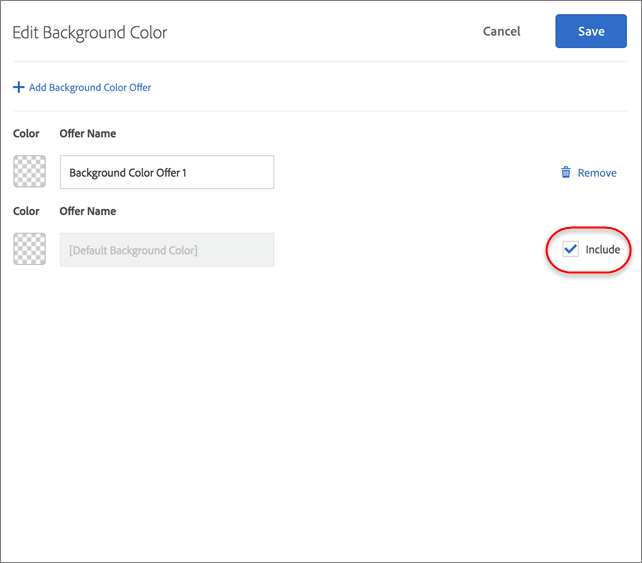 Edit Background Color Cancel Save
Add Background Color Offer
Color Offer Name
Background Color Offer 1 Remove
Color Offer Name
[Default Background Color] Include